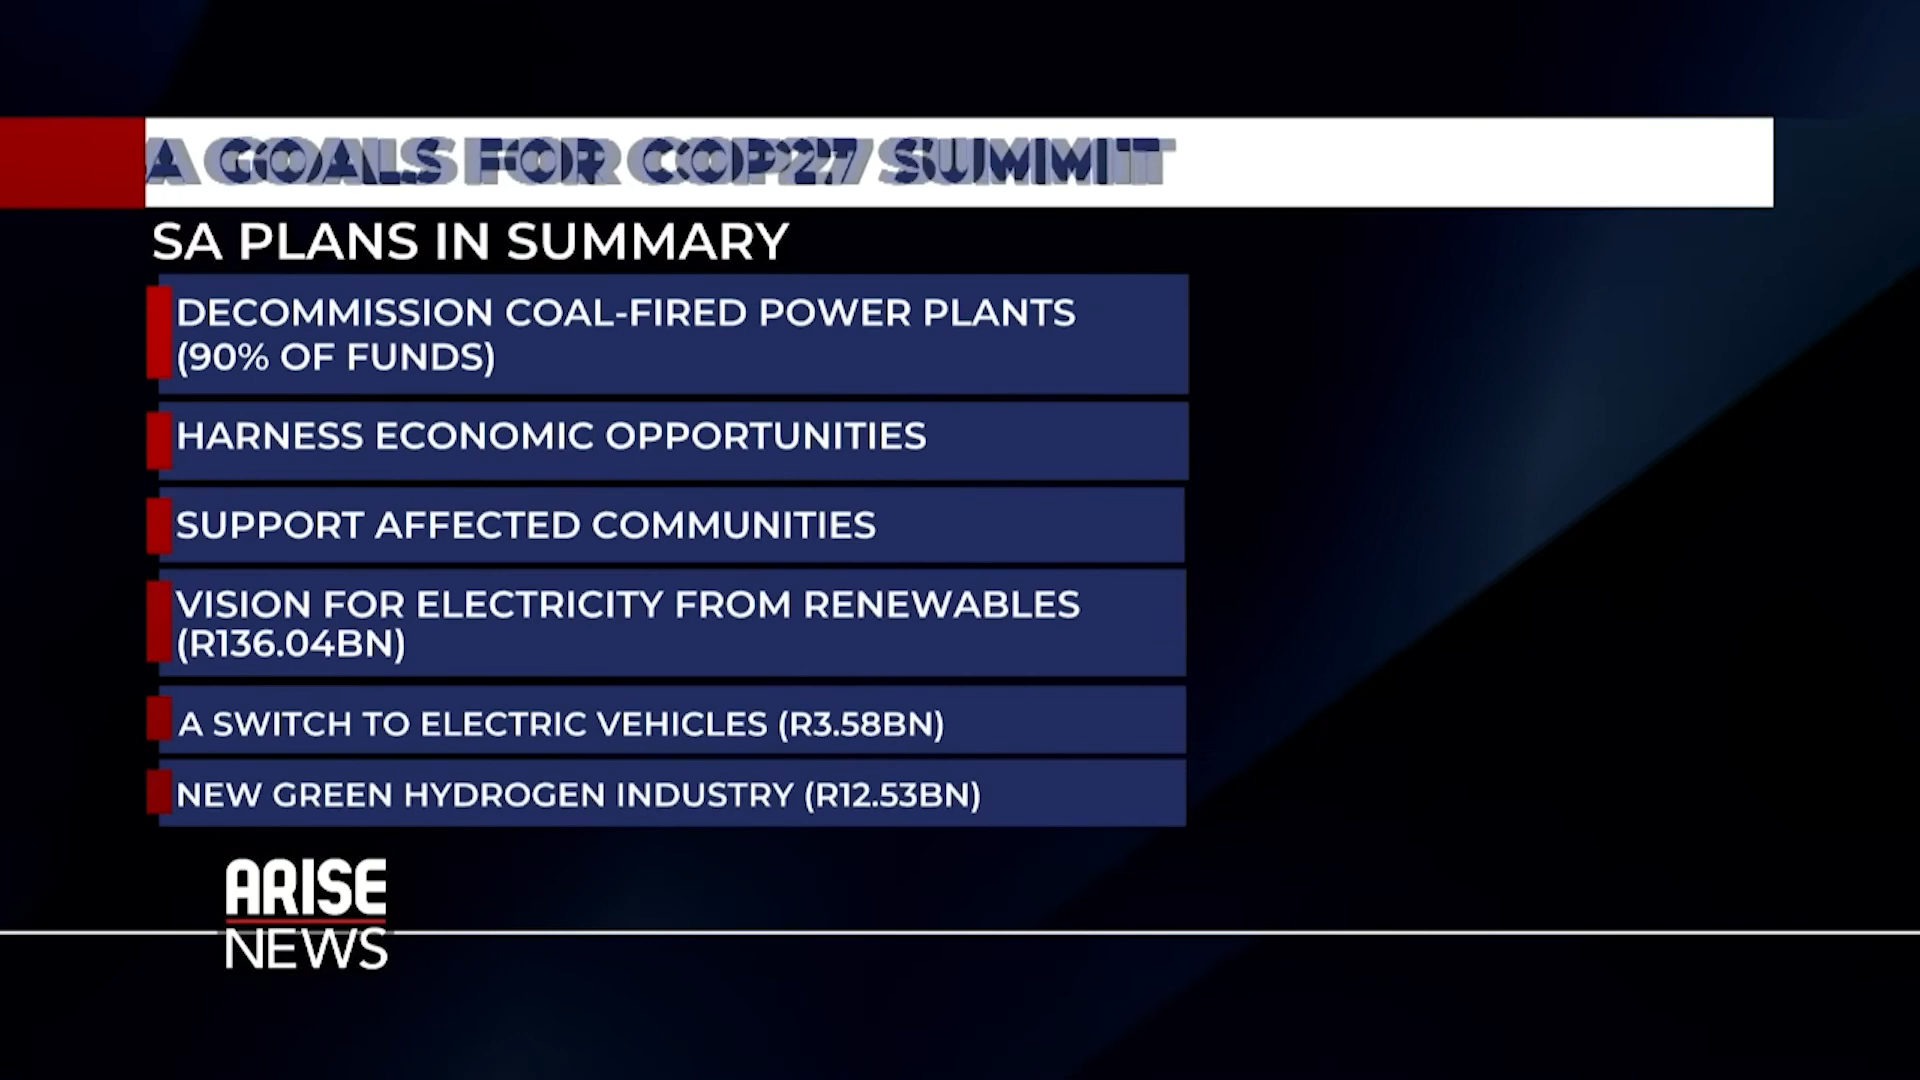 A GOALS FOR COP27 SUMMIT
SA PLANS IN SUMMARY
DECOMMISSION COAL-FIRED POWER PLANTS
(90% OF FUNDS)
HARNESS ECONOMIC OPPORTUNITIES
SUPPORT AFFECTED COMMUNITIES
VISION FOR ELECTRICITY FROM RENEWABLES
(R136.04BN)
A SWITCH TO ELECTRIC VEHICLES (R3.58BN)
NEW GREEN HYDROGEN INDUSTRY (R12.53BN)
ARISE
NEWS